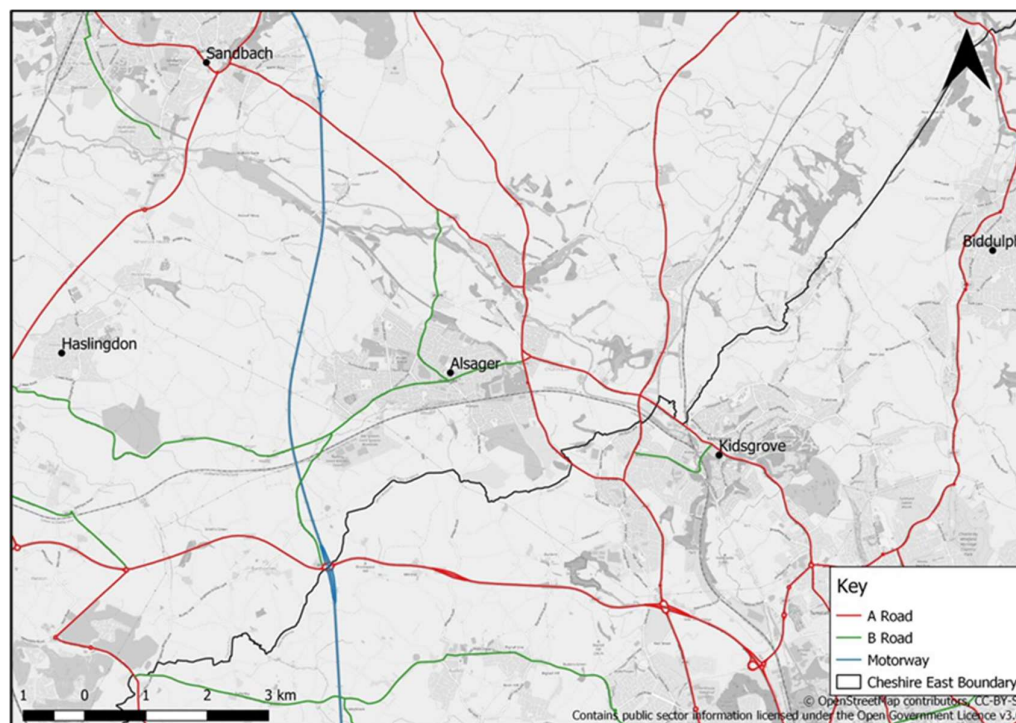 Sandbach
Biddulph
Haslingdon
Alsager
Kidsgrove
Key
A Road
B Road
Motorway
Cheshire East Boundary
1 0 1 2 3 km
© OpenStreetMap contributors, CC-BY-S
Contains public sector information licensed under the Open Government Licence v3.